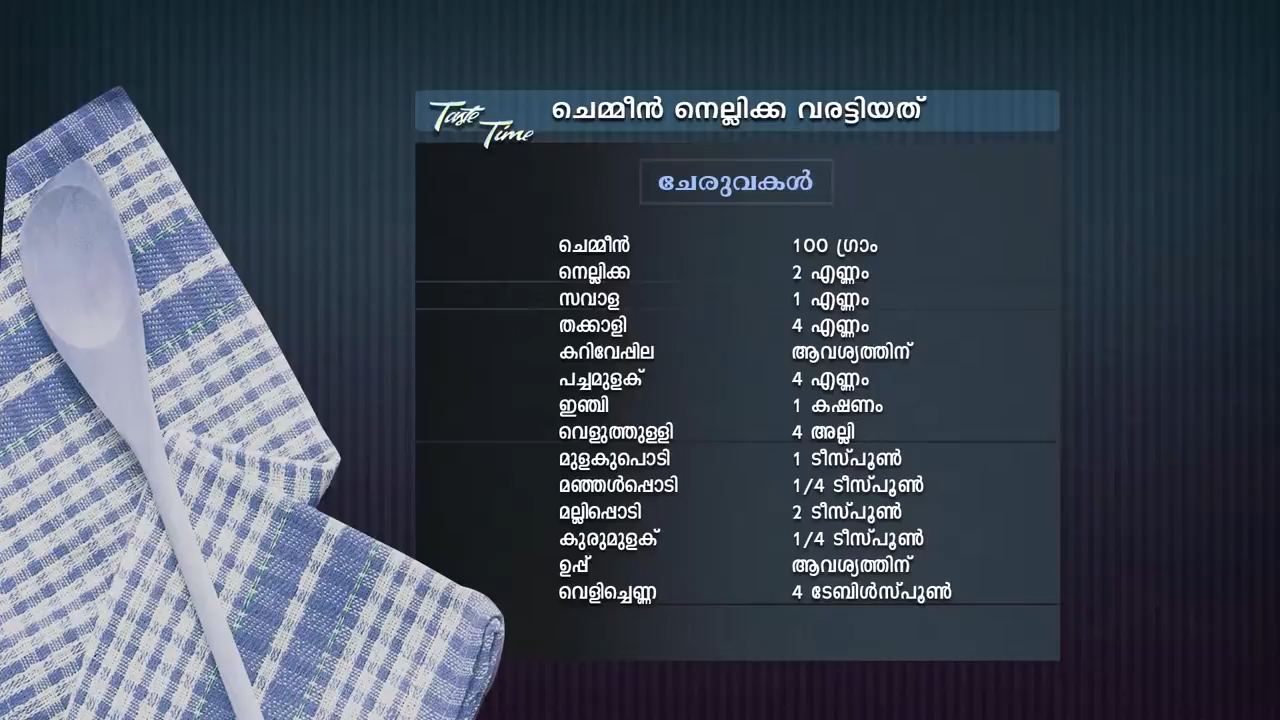 Taste Time ചെമ്മീൻ നെല്ലിക്ക വരട്ടിയത്
ചേരുവകൾ
ചെമ്മീൻ 100 ഗ്രാം
നെല്ലിക്ക 2 എണ്ണം
സവാള 1 എണ്ണം
തക്കാളി 4 എണ്ണം
കറിവേപ്പില ആവശ്യത്തിന്
പച്ചമുളക് 4 എണ്ണം
ഇഞ്ചി 1 കഷണം
വെളുത്തുള്ളി 4 അല്ലി
മുളകുപൊടി 1 ടീസ്പൂൺ
മഞ്ഞൾപ്പൊടി 1/4 ടീസ്പൂൺ
മല്ലിപ്പൊടി 2 ടീസ്പൂൺ
കുരുമുളക് 1/4 ടീസ്പൂൺ
ഉപ്പ് ആവശ്യത്തിന്
വെളിച്ചെണ്ണ 4 ടേബിൾസ്പൂൺ